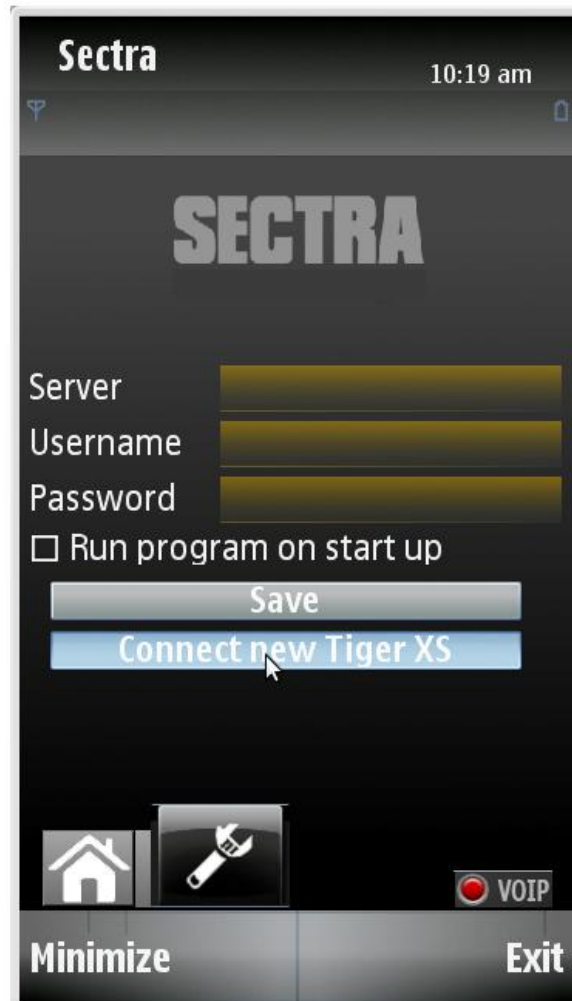 Sectra
10:19 am
SECTRA
Server
Username
Password
Run program on start up
Save
Connect new Tiger XS
VOIP
Minimize
Exit